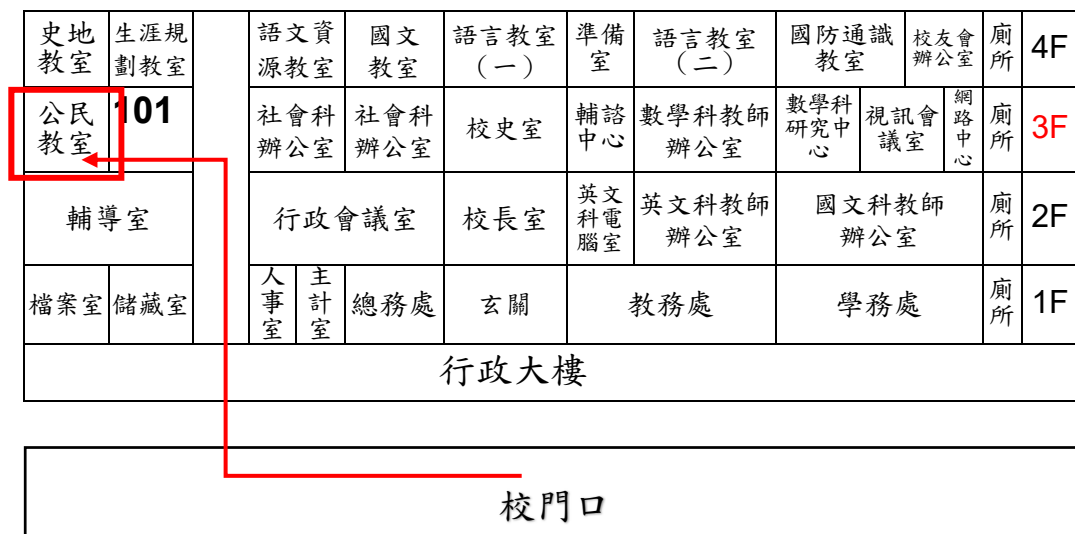 史地
教室
生涯規
劃教室
語文資
源教室
國文
教室
語言教室
(一)
準備
室
語言教室
(二)
國防通識
教室
校友會
辦公室
廁
所
4F
公民
教室
101
社會科
辦公室
社會科
辦公室
校史室
輔諮
中心
數學科教師
辦公室
數學科
研究中
心
視訊會
議室
網
路
中
心
廁
所
3F
輔導室
行政會議室
校長室
英文
科電
腦室
英文科教師
辦公室
國文科教師
辦公室
廁
所
2F
檔案室
儲藏室
人
事
室
主
計
室
總務處
玄關
教務處
學務處
廁
所
1F
行政大樓
校門口